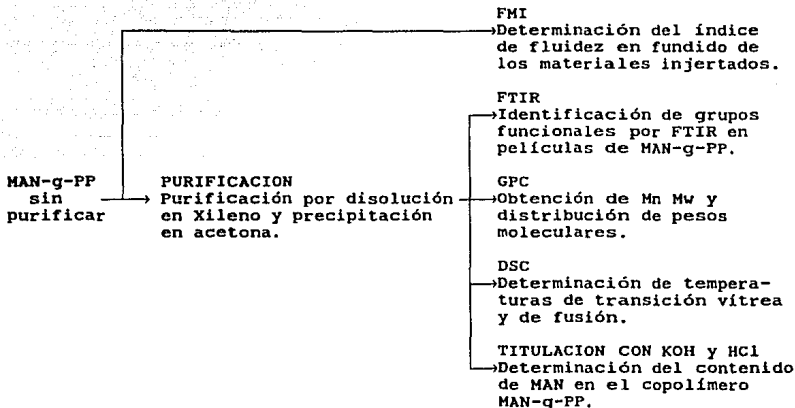 FMI
Determinación del índice
de fluidez en fundido de
los materiales injertados.
FTIR
Identificación de grupos
funcionales por FTIR en
películas de MAN-g-PP.
MAN-g-PP
sin
purificar
PURIFICACION
Purificación por disolución
en Xileno y precipitación
en acetona.
GPC
Obtención de Mn Mw y
distribución de pesos
moleculares.
DSC
Determinación de tempera-
turas de transición vítrea
y de fusión.
TITULACION CON KOH y HCl
Determinación del contenido
de MAN en el copolímero
MAN-g-PP.